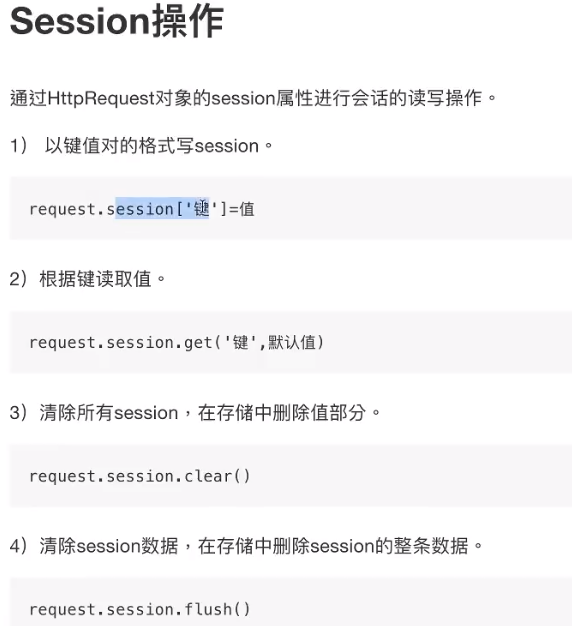 Session操作
通过HttpRequest对象的session属性进行会话的读写操作。
1） 以键值对的格式写session。
request.session['键']=值
2）根据键读取值。
request.session.get('键',默认值)
3）清除所有session，在存储中删除值部分。
request.session.clear()
4）清除session数据，在存储中删除session的整条数据。
request.session.flush()